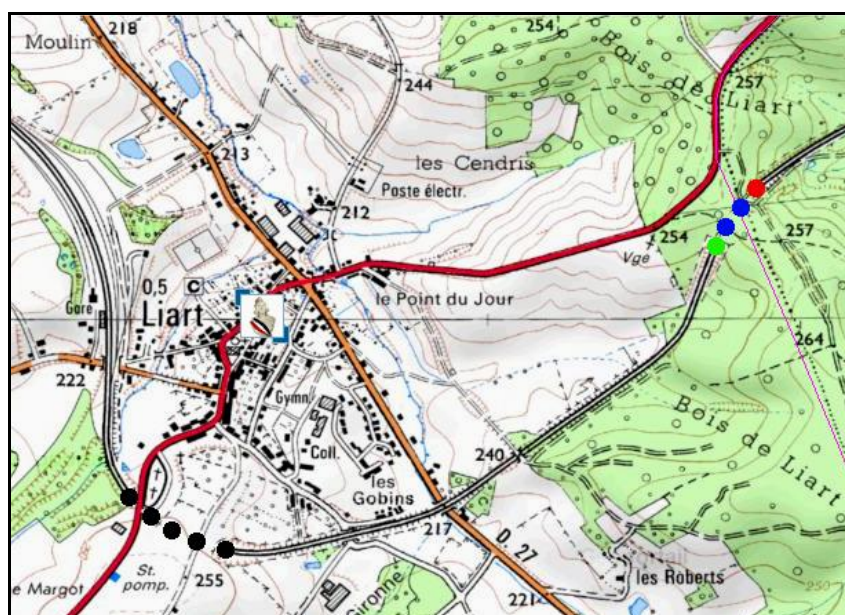 218
Moulin
254
Bois de Liart
257
244
213
les Cendris
Poste électr.
212
254
Vge
257
0,5
C
le Point du Jour
Gare
Liart
264
222
Gymn.
Bois de Liart
Coll.
240
les
Gobins
217
D 27
255
St.
pomp.
e Margot
les Roberts
221
250